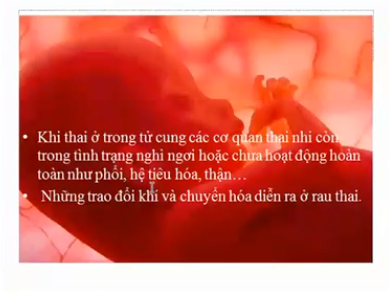 • Khi thai ở trong tử cung các cơ quan thai nhi còn
trong tình trạng nghỉ ngơi hoặc chưa hoạt động hoàn
toàn như phổi, hệ tiêu hóa, thận…
• Những trao đổi khí và chuyển hóa diễn ra ở rau thai.